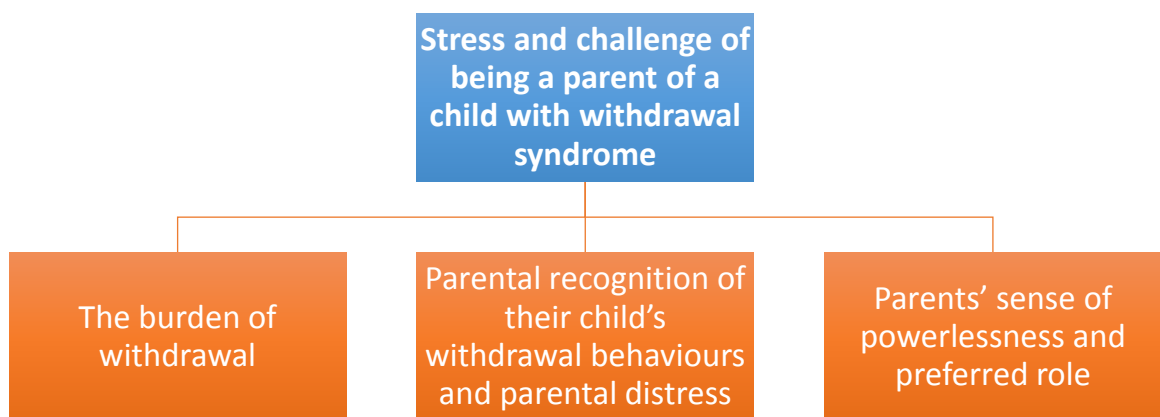 Stress and challenge of
being a parent of a
child with withdrawal
syndrome
The burden of
withdrawal
Parental recognition of
their child's
withdrawal behaviours
and parental distress
Parents' sense of
powerlessness and
preferred role